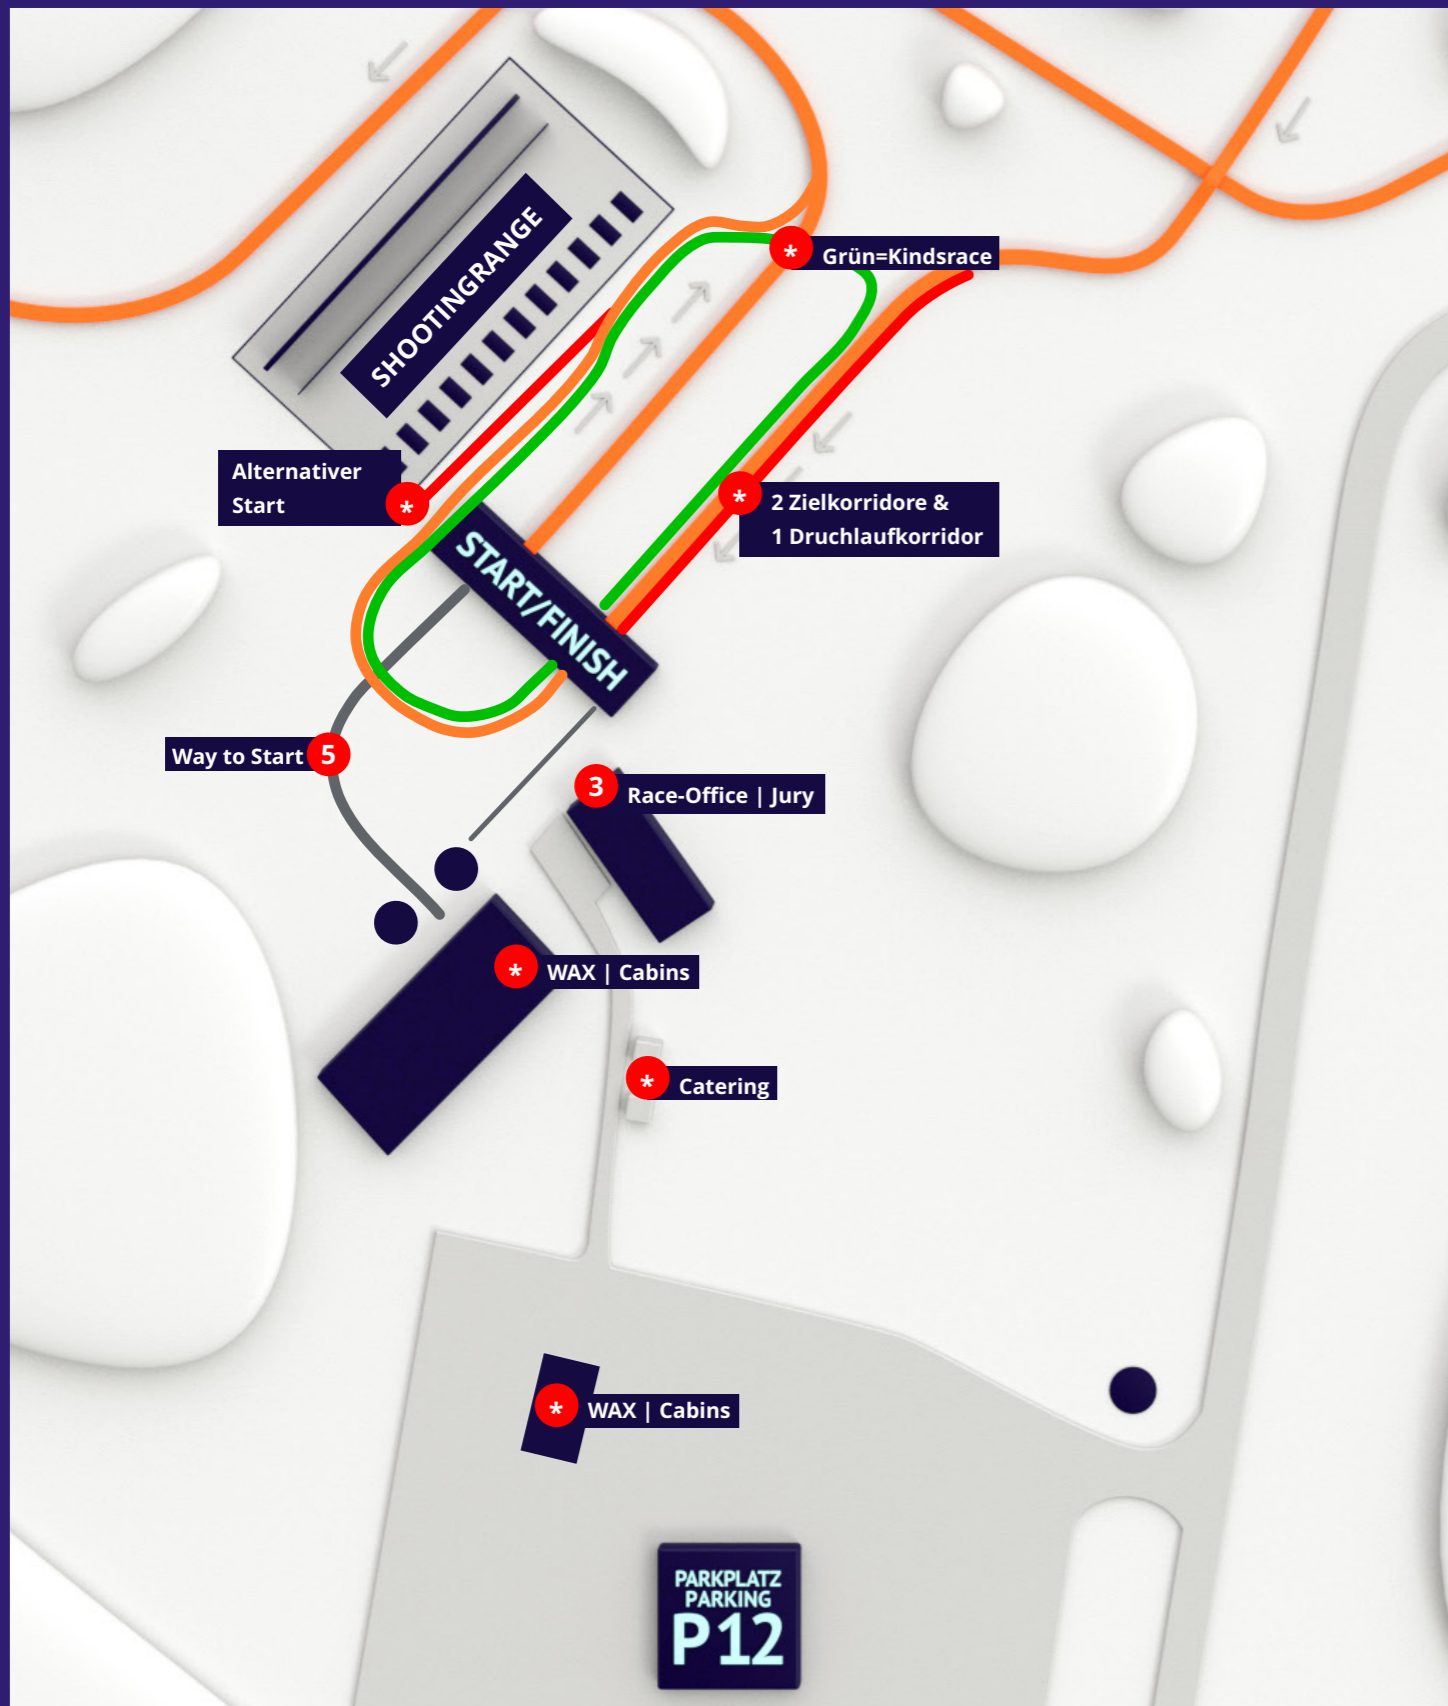 SHOOTINGRANGE
* Grün=Kindsrace
Alternativer
Start
*
* 2 Zielkorridore &
1 Druchlaufkorridor
START/FINISH
Way to Start 5
3 Race-Office | Jury
* WAX | Cabins
* Catering
* WAX | Cabins
PARKPLATZ
PARKING
P12